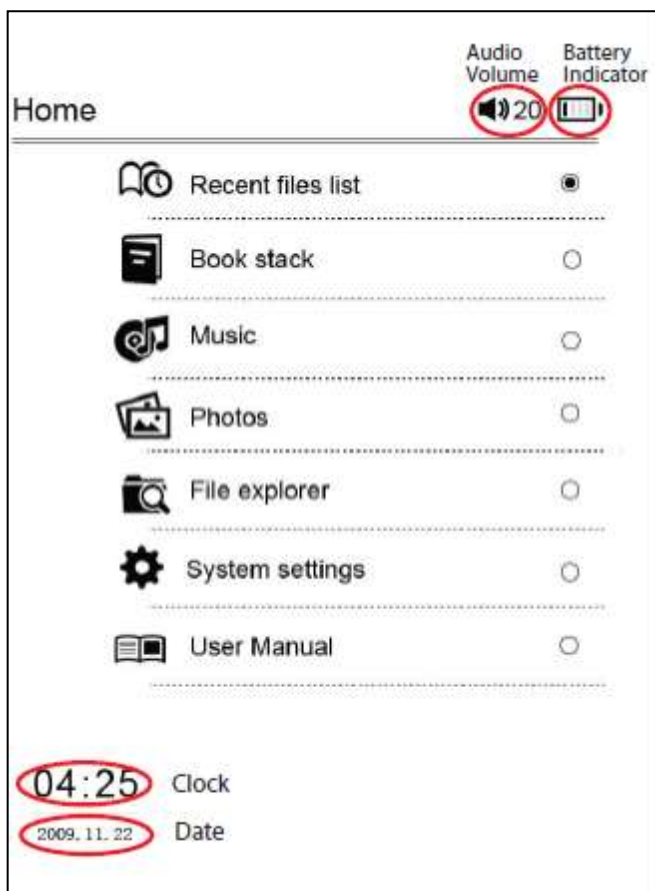 Audio Volume
Battery Indicator
Home
20
Recent files list
Book stack
Music
Photos
File explorer
System settings
User Manual
04:25 Clock
2009.11.22 Date